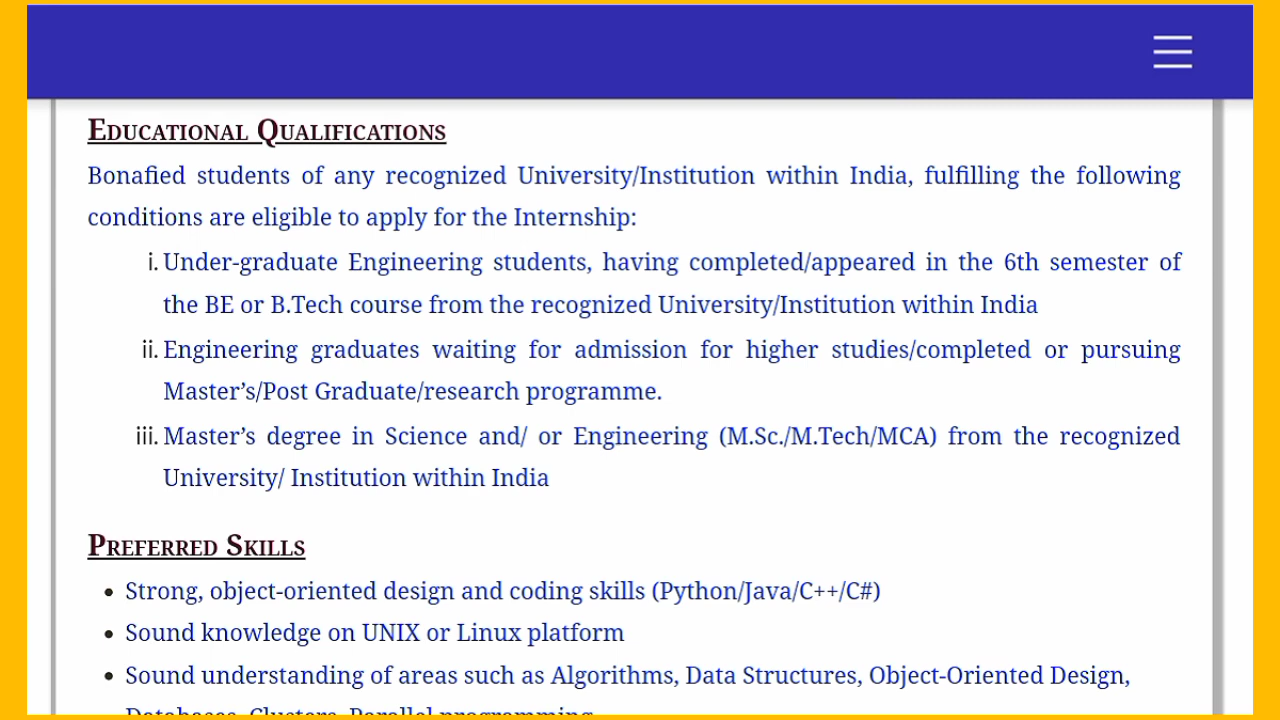 Educational Qualifications
Bonafied students of any recognized University/Institution within India, fulfilling the following
conditions are eligible to apply for the Internship:
i. Under-graduate Engineering students, having completed/appeared in the 6th semester of
the BE or B.Tech course from the recognized University/Institution within India
ii. Engineering graduates waiting for admission for higher studies/completed or pursuing
Master’s/Post Graduate/research programme.
iii. Master’s degree in Science and/ or Engineering (M.Sc./M.Tech/MCA) from the recognized
University/ Institution within India
Preferred Skills
• Strong, object-oriented design and coding skills (Python/Java/C++/C#)
• Sound knowledge on UNIX or Linux platform
• Sound understanding of areas such as Algorithms, Data Structures, Object-Oriented Design,
Databases, Clusters, Parallel programming